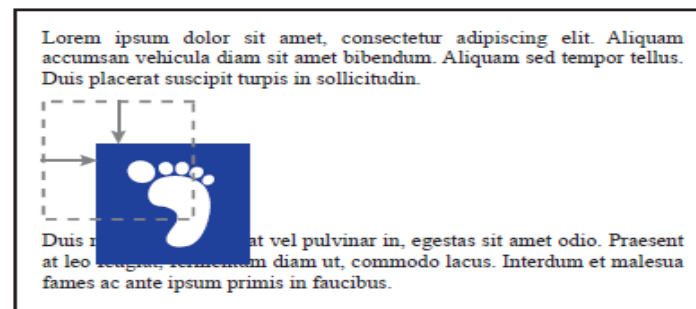 Lorem ipsum dolor sit amet, consectetur adipiscing elit. Aliquam
accumsan vehicula diam sit amet bibendum. Aliquam sed tempor tellus.
Duis placerat suscipit turpis in sollicitudin.
Duis at vel pulvinar in, egestas sit amet odio. Praesent
at leo diam ut, commodo lacus. Interdum et malesua
fames ac ante ipsum primis in faucibus.